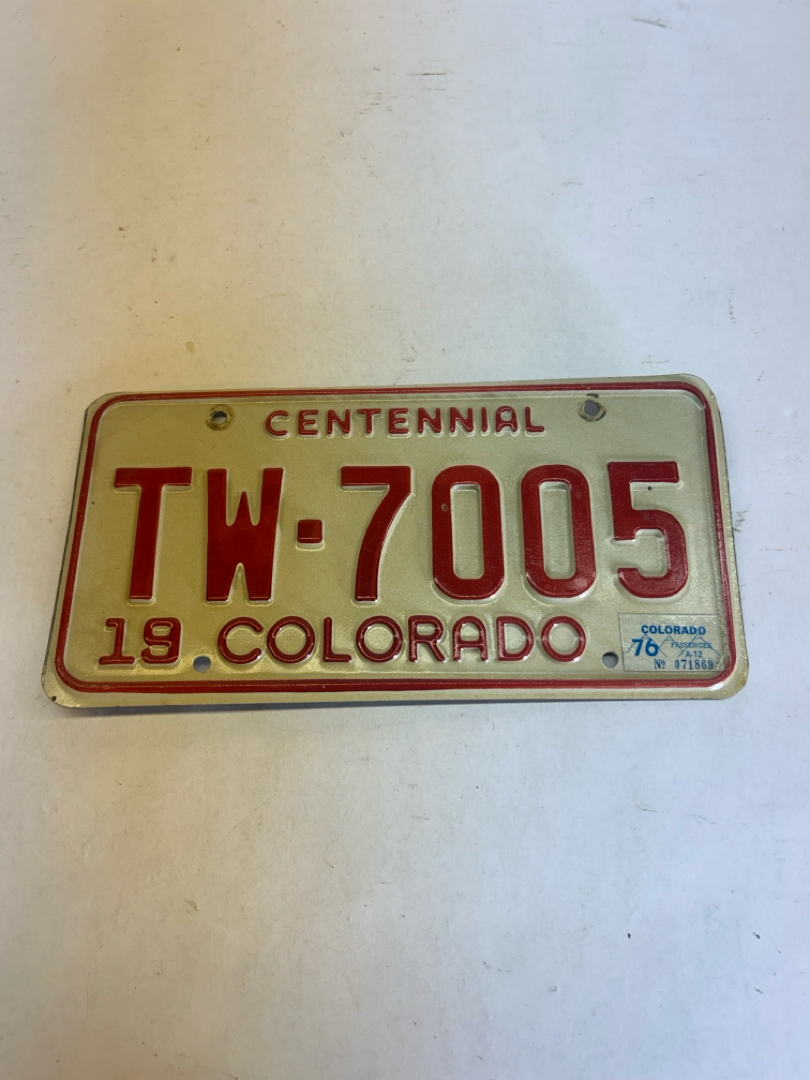 CENTENNIAL
TW·7005
19 COLORADO
COLORADO
76 PASSENGER
A-12
Nº 071869